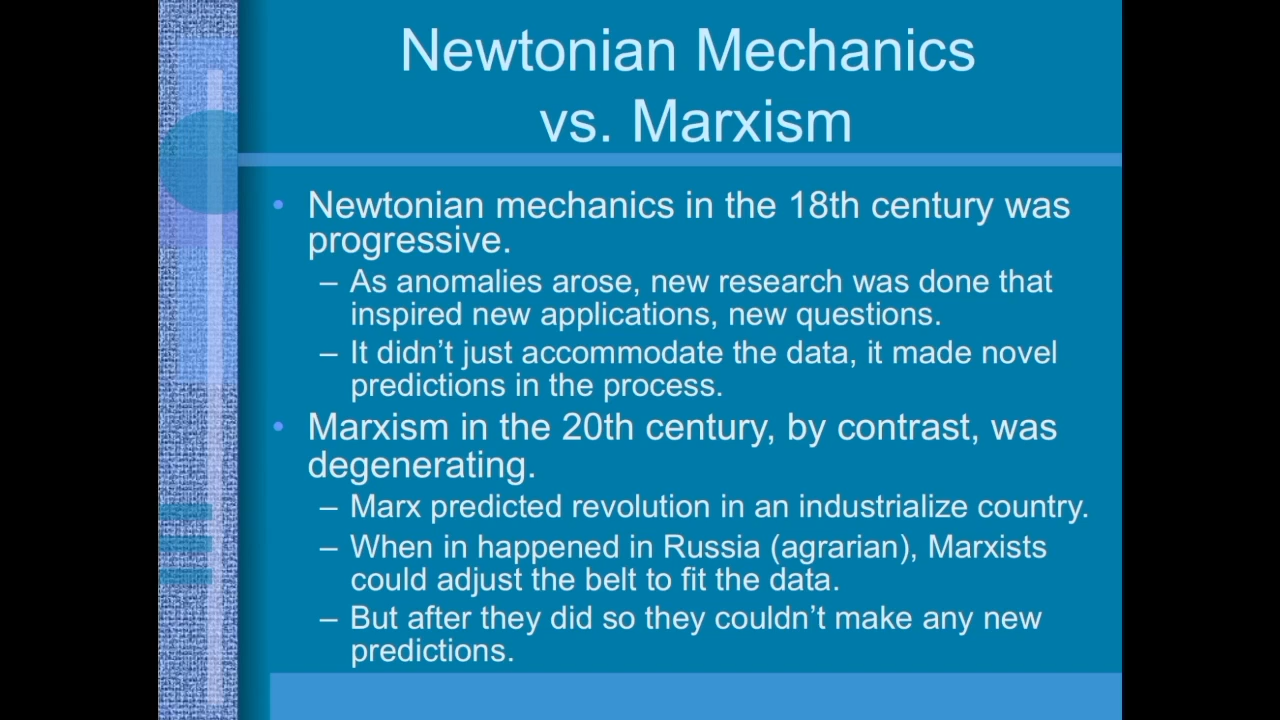 Newtonian Mechanics
vs. Marxism
• Newtonian mechanics in the 18th century was
progressive.
– As anomalies arose, new research was done that
inspired new applications, new questions.
– It didn’t just accommodate the data, it made novel
predictions in the process.
• Marxism in the 20th century, by contrast, was
degenerating.
– Marx predicted revolution in an industrialize country.
– When in happened in Russia (agrarian), Marxists
could adjust the belt to fit the data.
– But after they did so they couldn’t make any new
predictions.